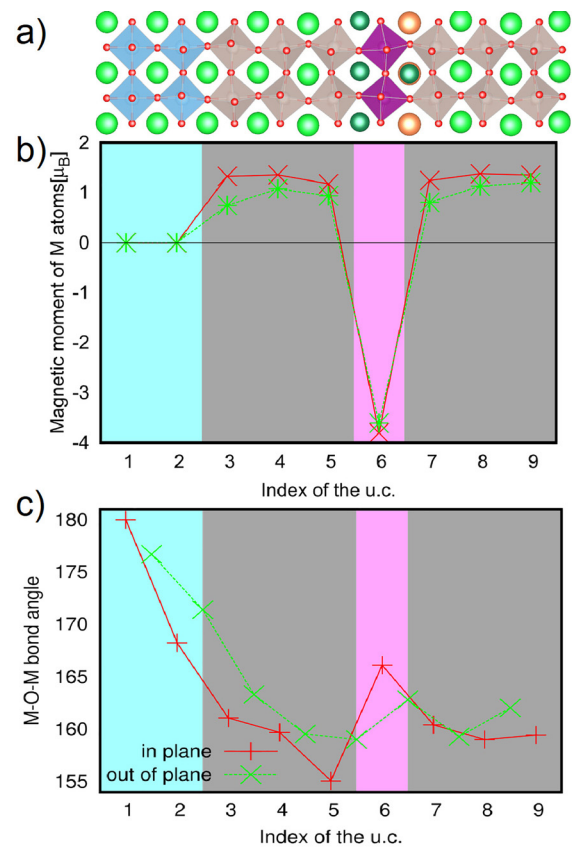 a)
b)
Magnetic moment of M atoms[μB]
2
1
0
-1
-2
-3
-4
1 2 3 4 5 6 7 8 9
Index of the u.c.
c)
M-O-M bond angle
180
175
170
165
160
155
in plane
out of plane
1 2 3 4 5 6 7 8 9
Index of the u.c.